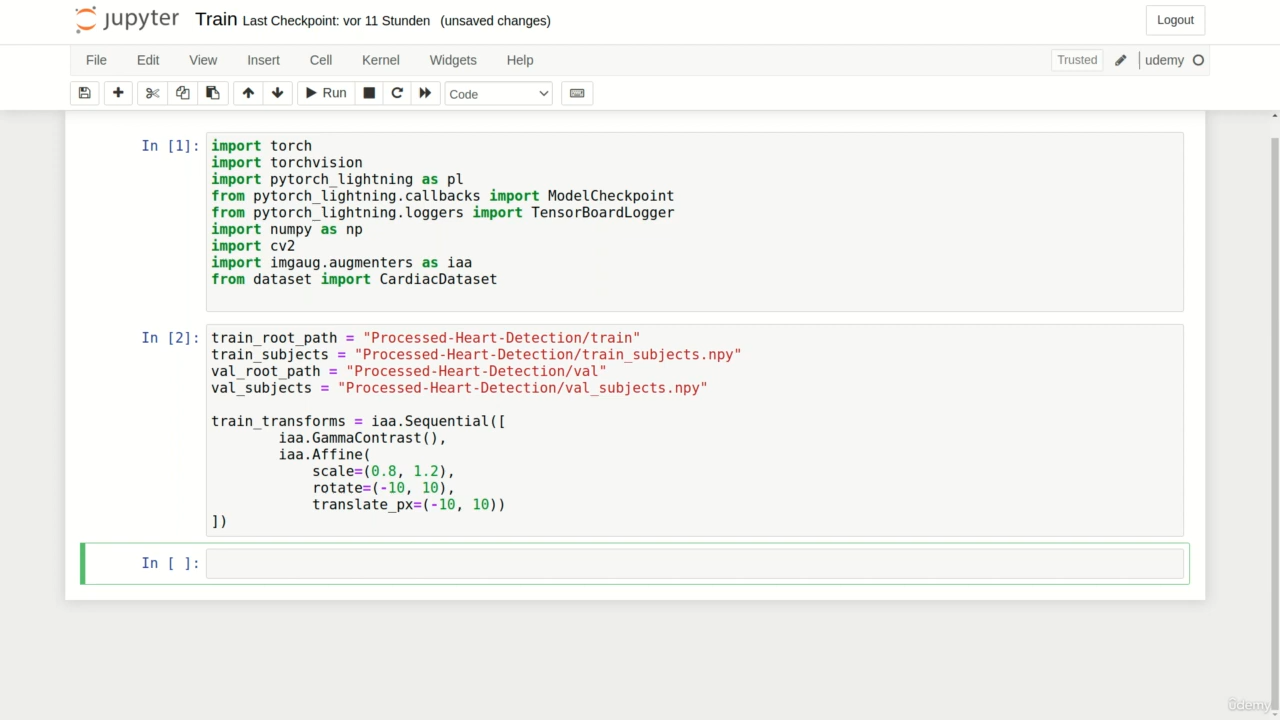 jupyter Train Last Checkpoint: vor 11 Stunden (unsaved changes) Logout
File Edit View Insert Cell Kernel Widgets Help Trusted udemy
Run Code
In [1]: import torch
import torchvision
import pytorch_lightning as pl
from pytorch_lightning.callbacks import ModelCheckpoint
from pytorch_lightning.loggers import TensorBoardLogger
import numpy as np
import cv2
import imgaug.augmenters as iaa
from dataset import CardiacDataset
In [2]: train_root_path = "Processed-Heart-Detection/train"
train_subjects = "Processed-Heart-Detection/train_subjects.npy"
val_root_path = "Processed-Heart-Detection/val"
val_subjects = "Processed-Heart-Detection/val_subjects.npy"
train_transforms = iaa.Sequential([
        iaa.GammaContrast(),
        iaa.Affine(
            scale=(0.8, 1.2),
            rotate=(-10, 10),
            translate_px=(-10, 10))
])
In [ ]:
ûdemy